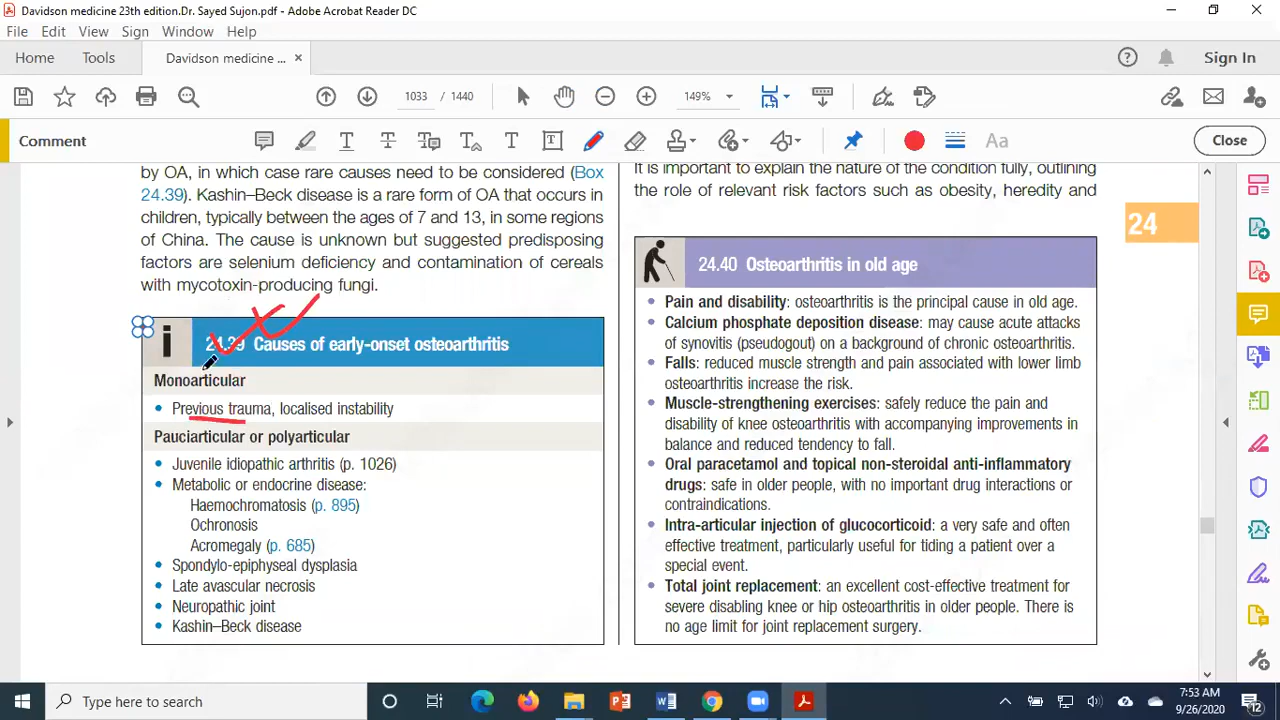 Davidson medicine 23th edition.Dr. Sayed Sujon.pdf - Adobe Acrobat Reader DC
File Edit View Sign Window Help
Home Tools Davidson medicine ... × Sign In
1033 / 1440 149%
Comment Aa Close
by OA, in which case rare causes need to be considered (Box
24.39). Kashin–Beck disease is a rare form of OA that occurs in
children, typically between the ages of 7 and 13, in some regions
of China. The cause is unknown but suggested predisposing
factors are selenium deficiency and contamination of cereals
with mycotoxin-producing fungi.
i 24.39 Causes of early-onset osteoarthritis
Monoarticular
• Previous trauma, localised instability
Pauciarticular or polyarticular
• Juvenile idiopathic arthritis (p. 1026)
• Metabolic or endocrine disease:
Haemochromatosis (p. 895)
Ochronosis
Acromegaly (p. 685)
• Spondylo-epiphyseal dysplasia
• Late avascular necrosis
• Neuropathic joint
• Kashin–Beck disease
It is important to explain the nature of the condition fully, outlining
the role of relevant risk factors such as obesity, heredity and
24
24.40 Osteoarthritis in old age
• Pain and disability: osteoarthritis is the principal cause in old age.
• Calcium phosphate deposition disease: may cause acute attacks
of synovitis (pseudogout) on a background of chronic osteoarthritis.
• Falls: reduced muscle strength and pain associated with lower limb
osteoarthritis increase the risk.
• Muscle-strengthening exercises: safely reduce the pain and
disability of knee osteoarthritis with accompanying improvements in
balance and reduced tendency to fall.
• Oral paracetamol and topical non-steroidal anti-inflammatory
drugs: safe in older people, with no important drug interactions or
contraindications.
• Intra-articular injection of glucocorticoid: a very safe and often
effective treatment, particularly useful for tiding a patient over a
special event.
• Total joint replacement: an excellent cost-effective treatment for
severe disabling knee or hip osteoarthritis in older people. There is
no age limit for joint replacement surgery.
Type here to search
7:53 AM
9/26/2020
12